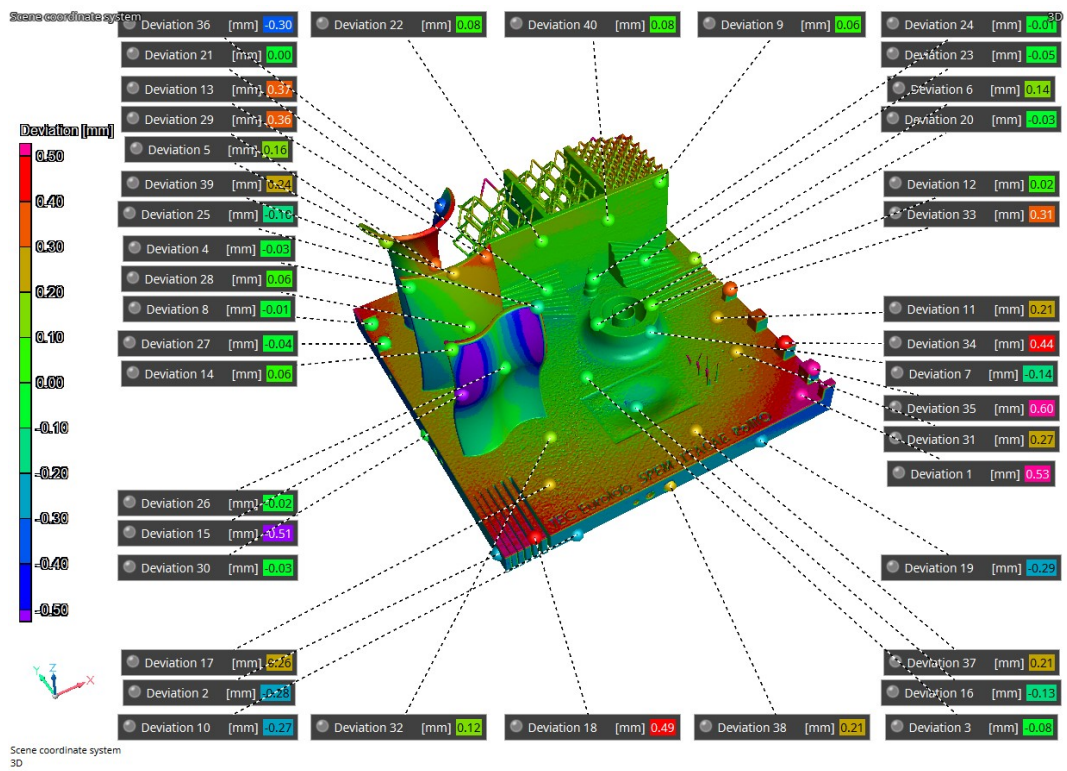 Scene coordinate system
3D
Deviation 36 [mm] -0.30
Deviation 22 [mm] 0.08
Deviation 40 [mm] 0.08
Deviation 9 [mm] 0.06
Deviation 24 [mm] -0.01
Deviation 21 [mm] 0.00
Deviation 23 [mm] -0.05
Deviation 13 [mm] 0.37
Deviation 6 [mm] 0.14
Deviation 29 [mm] 0.36
Deviation 20 [mm] -0.03
Deviation [mm]
Deviation 5 [mm] 0.16
Deviation 39 [mm] 0.24
Deviation 12 [mm] 0.02
Deviation 25 [mm]
Deviation 33 [mm] 0.31
Deviation 4 [mm] -0.03
Deviation 28 [mm] 0.06
Deviation 8 [mm] -0.01
Deviation 11 [mm] 0.21
Deviation 27 [mm] -0.04
Deviation 34 [mm] 0.44
Deviation 14 [mm] 0.06
Deviation 7 [mm] -0.14
Deviation 35 [mm] 0.60
Deviation 31 [mm] 0.27
Deviation 1 [mm] 0.53
0.50
0.40
0.30
0.20
0.10
0.00
-0.10
-0.20
-0.30
-0.40
-0.50
Deviation 26 [mm] -0.02
Deviation 15 [mm] -0.51
Deviation 30 [mm] -0.03
Deviation 19 [mm] -0.29
Deviation 17 [mm] 0.26
Deviation 37 [mm] 0.21
Deviation 2 [mm] -0.28
Deviation 16 [mm] -0.13
Deviation 10 [mm] -0.27
Deviation 32 [mm] 0.12
Deviation 18 [mm] 0.49
Deviation 38 [mm] 0.21
Deviation 3 [mm] -0.08
Y Z X
Scene coordinate system
3D